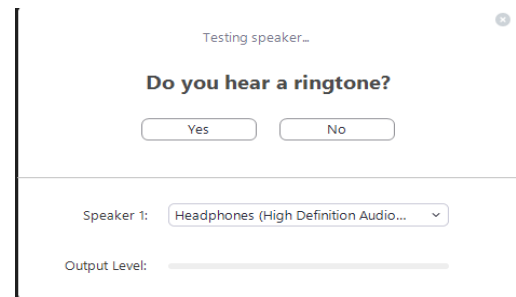 Testing speaker...
Do you hear a ringtone?
Yes No
Speaker 1: Headphones (High Definition Audio...
Output Level: